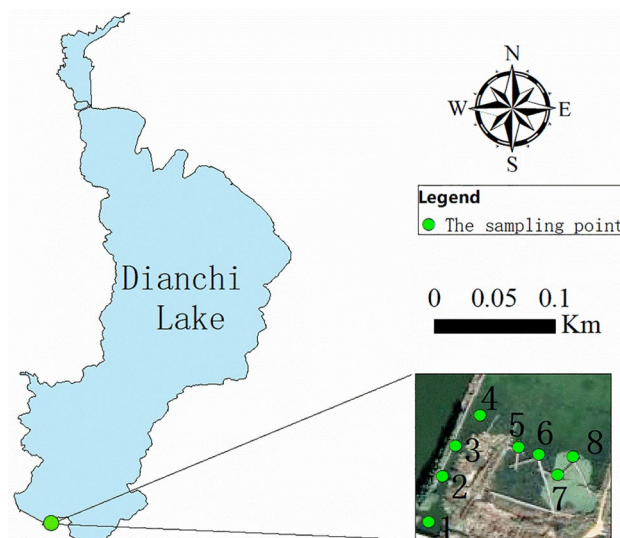 N
W E
S
Legend
The sampling point
Dianchi
Lake
0 0.05 0.1
Km
4
5 6 8
3
7
2
1